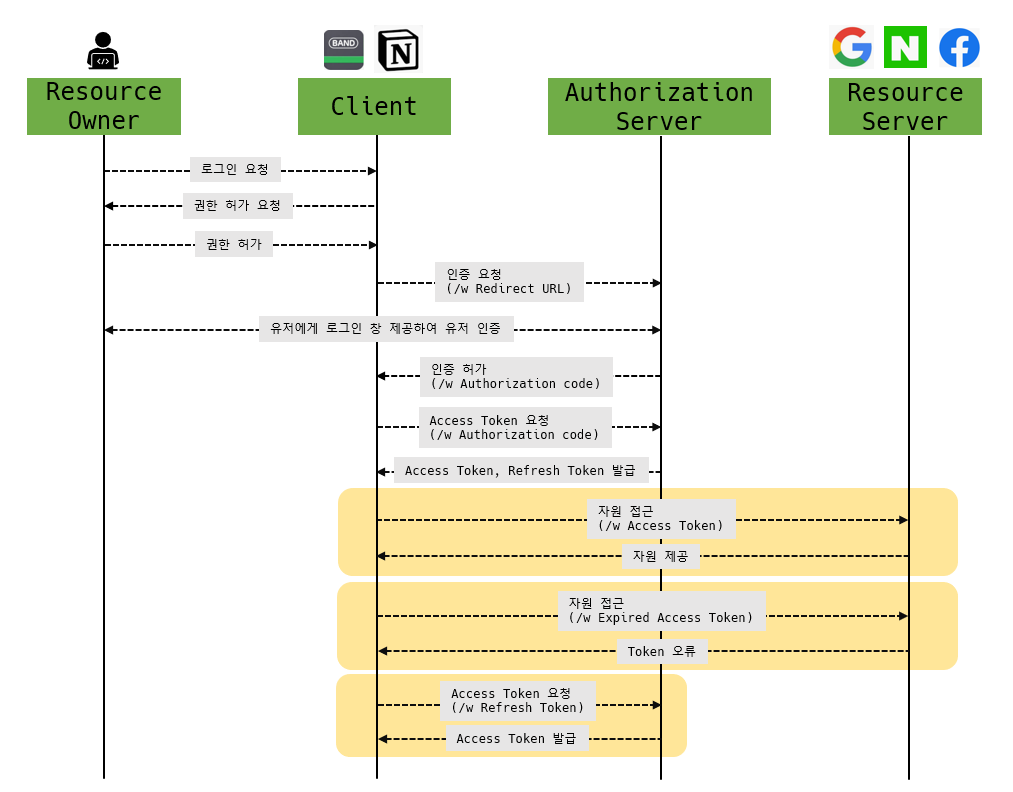 BAND
N
G
N
f
Resource
Owner
Client
Authorization
Server
Resource
Server
</>
로그인 요청
권한 허가 요청
권한 허가
인증 요청
(/w Redirect URL)
유저에게 로그인 창 제공하여 유저 인증
인증 허가
(/w Authorization code)
Access Token 요청
(/w Authorization code)
Access Token, Refresh Token 발급
자원 접근
(/w Access Token)
자원 제공
자원 접근
(/w Expired Access Token)
Token 오류
Access Token 요청
(/w Refresh Token)
Access Token 발급